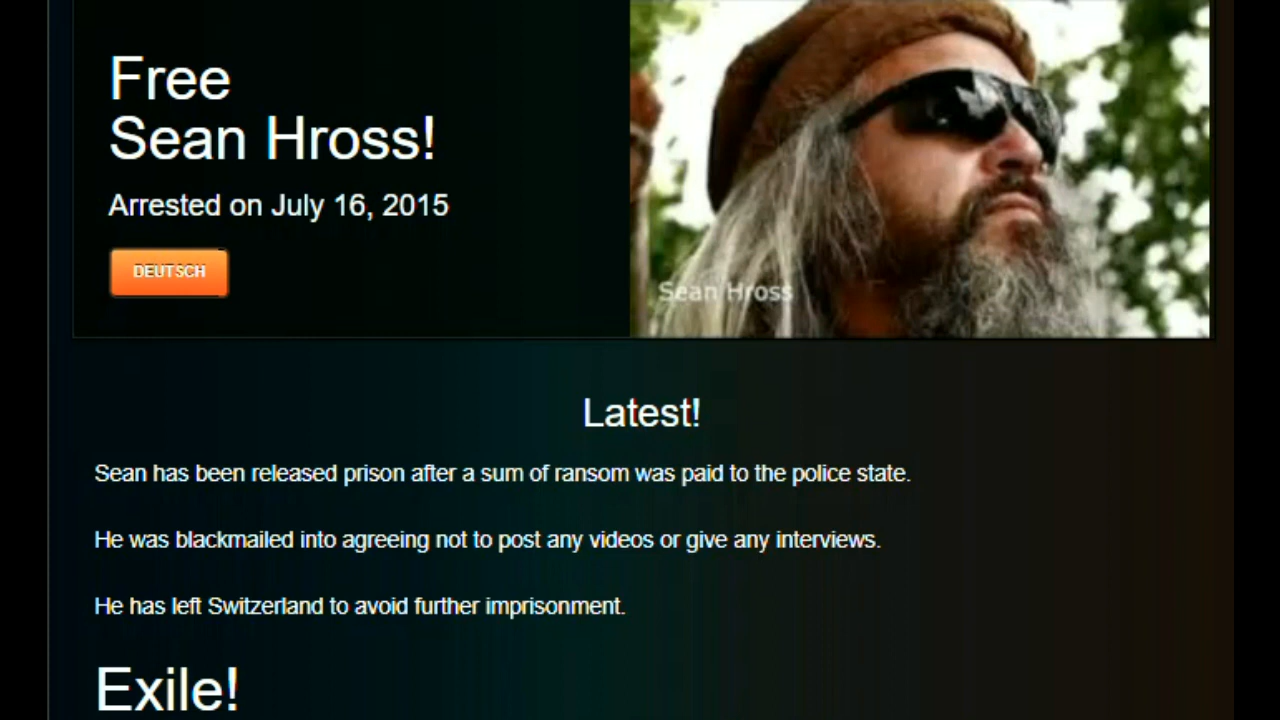 Free
Sean Hross!
Arrested on July 16, 2015
DEUTSCH
Sean Hross
Latest!
Sean has been released prison after a sum of ransom was paid to the police state.
He was blackmailed into agreeing not to post any videos or give any interviews.
He has left Switzerland to avoid further imprisonment.
Exile!